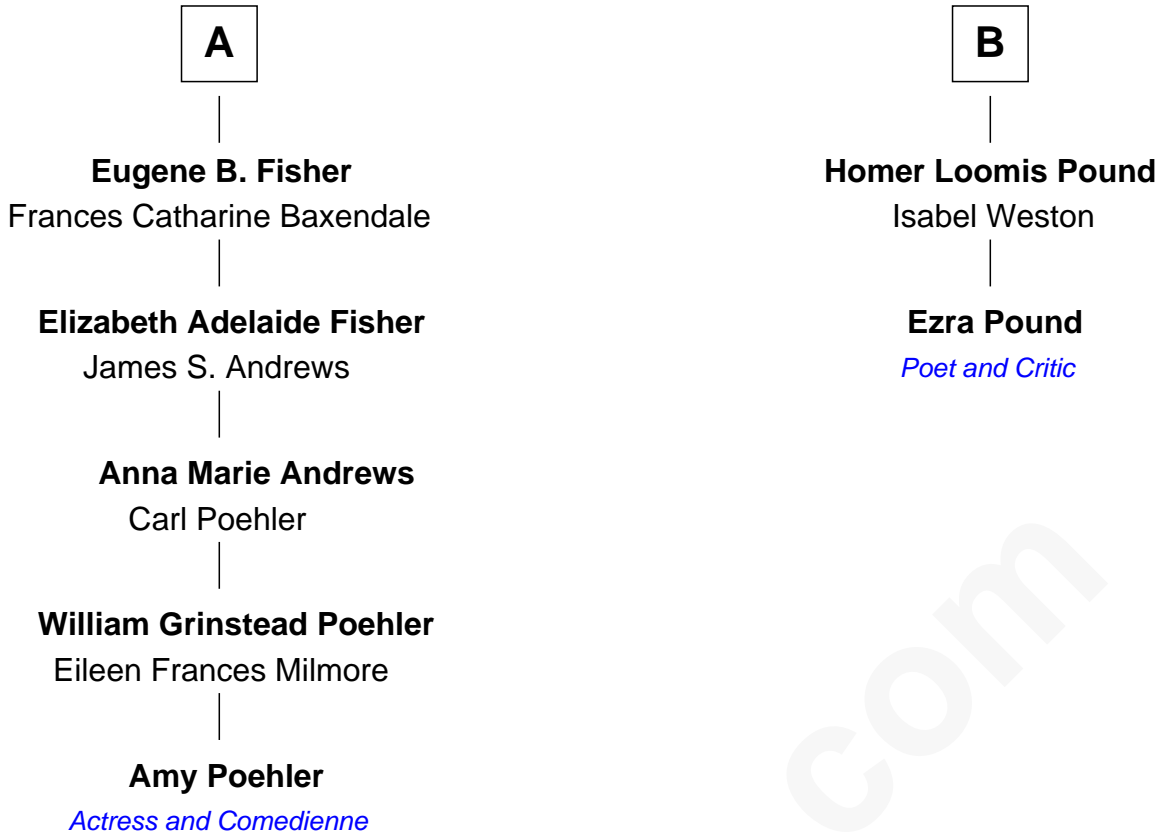 A
Eugene B. Fisher
Frances Catharine Baxendale
Elizabeth Adelaide Fisher
James S. Andrews
Anna Marie Andrews
Carl Poehler
William Grinstead Poehler
Eileen Frances Milmore
Amy Poehler
Actress and Comedienne
B
Homer Loomis Pound
Isabel Weston
Ezra Pound
Poet and Critic
com